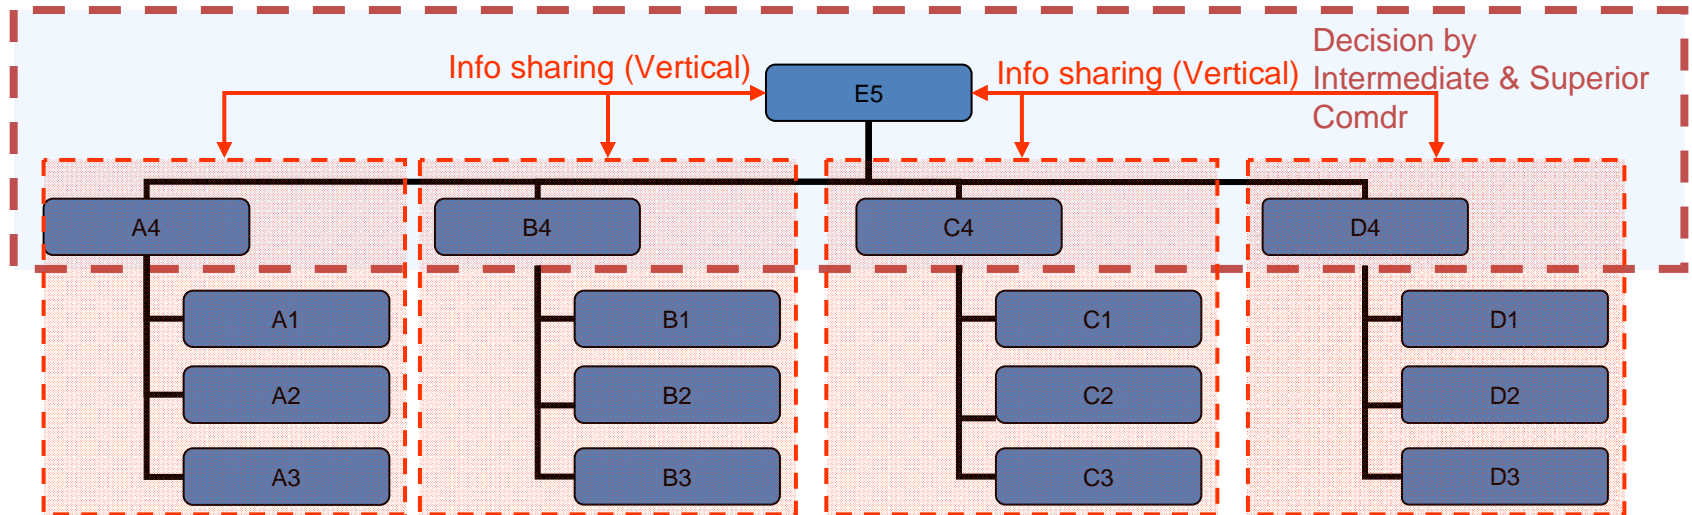 Info sharing (Vertical)
E5
Info sharing (Vertical)
Decision by
Intermediate & Superior
Comdr
A4
B4
C4
D4
A1
B1
C1
D1
A2
B2
C2
D2
A3
B3
C3
D3